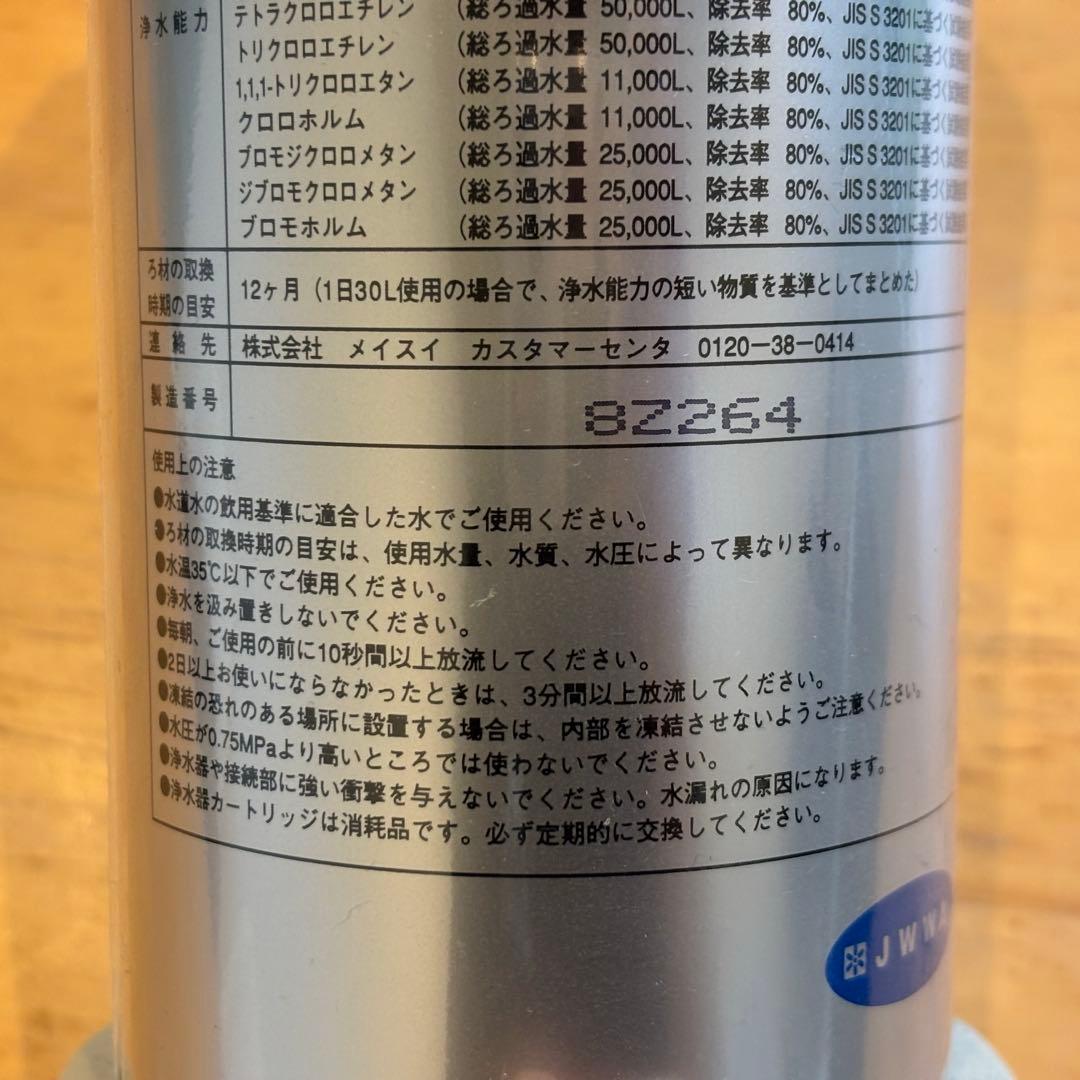 浄水能力
テトラクロロエチレン (総ろ過水量 50,000L、除去率 80%、JIS S 3201に基づく
トリクロロエチレン (総ろ過水量 50,000L、除去率 80%、JIS S 3201に基づく
1,1,1-トリクロロエタン (総ろ過水量 11,000L、除去率 80%、JIS S 3201に基づく
クロロホルム (総ろ過水量 11,000L、除去率 80%、JIS S 3201に基づく
ブロモジクロロメタン (総ろ過水量 25,000L、除去率 80%、JIS S 3201に基づく
ジブロモクロロメタン (総ろ過水量 25,000L、除去率 80%、JIS S 3201に基づく
ブロモホルム (総ろ過水量 25,000L、除去率 80%、JIS S 3201に基づく
ろ材の取換
時期の目安
12ヶ月(1日30L使用の場合で、浄水能力の短い物質を基準としてまとめた)
連絡先 株式会社 メイスイ カスタマーセンタ 0120-38-0414
製造番号 8Z264
使用上の注意
●水道水の飲用基準に適合した水でご使用ください。
●ろ材の取換時期の目安は、使用水量、水質、水圧によって異なります。
●水温35℃以下でご使用ください。
●浄水を汲み置きしないでください。
●毎朝、ご使用の前に10秒間以上放流してください。
●2日以上お使いにならなかったときは、3分間以上放流してください。
●凍結の恐れのある場所に設置する場合は、内部を凍結させないようご注意ください。
●水圧が0.75MPaより高いところでは使わないでください。
●浄水器や接続部に強い衝撃を与えないでください。水漏れの原因になります。
●浄水器カートリッジは消耗品です。必ず定期的に交換してください。
JWWA